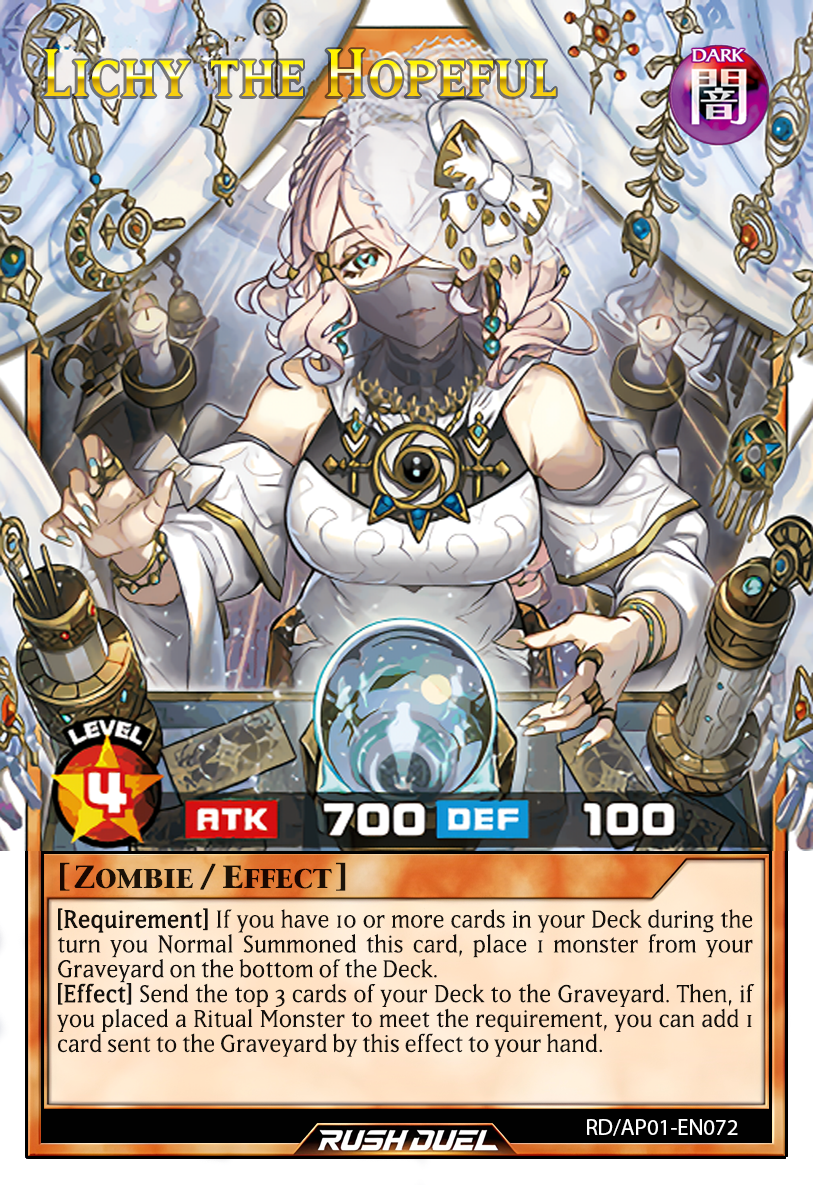 Lichy the Hopeful
DARK
闇
LEVEL
4
ATK 700 DEF 100
[Zombie / Effect]
[Requirement] If you have 10 or more cards in your Deck during the
turn you Normal Summoned this card, place 1 monster from your
Graveyard on the bottom of the Deck.
[Effect] Send the top 3 cards of your Deck to the Graveyard. Then, if
you placed a Ritual Monster to meet the requirement, you can add 1
card sent to the Graveyard by this effect to your hand.
RD/AP01-EN072
RUSH DUEL